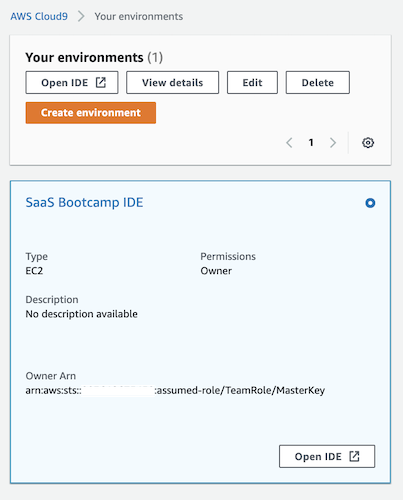 AWS Cloud9 > Your environments
Your environments (1)
Open IDE View details Edit Delete
Create environment
< 1 >
SaaS Bootcamp IDE
Type Permissions
EC2 Owner
Description
No description available
Owner Arn
arn:aws:sts:: :assumed-role/TeamRole/MasterKey
Open IDE